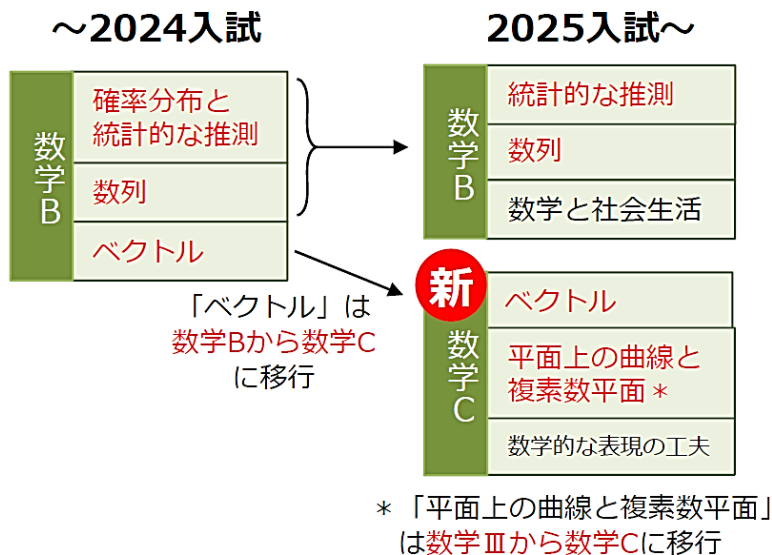 ～2024入試
数学B
確率分布と
統計的な推測
数列
ベクトル
「ベクトル」は
数学Bから数学C
に移行
2025入試～
数学B
統計的な推測
数列
数学と社会生活
新
数学C
ベクトル
平面上の曲線と
複素数平面＊
数学的な表現の工夫
＊「平面上の曲線と複素数平面」
は数学Ⅲから数学Cに移行